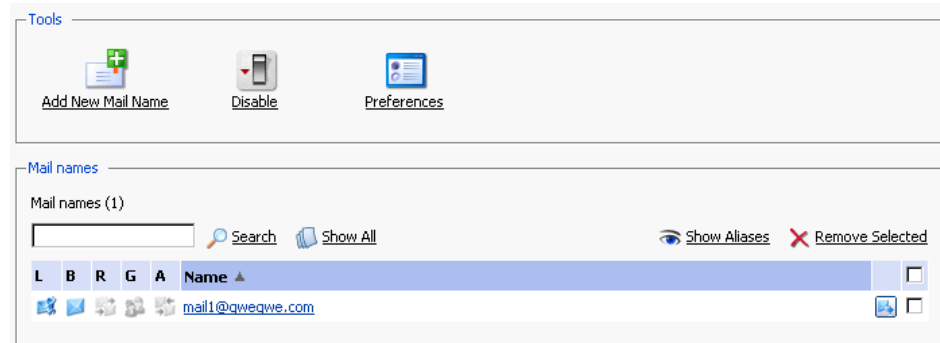 Tools
Add New Mail Name Disable Preferences
Mail names
Mail names (1)
Search Show All Show Aliases Remove Selected
L B R G A Name
mail1@qweqwe.com